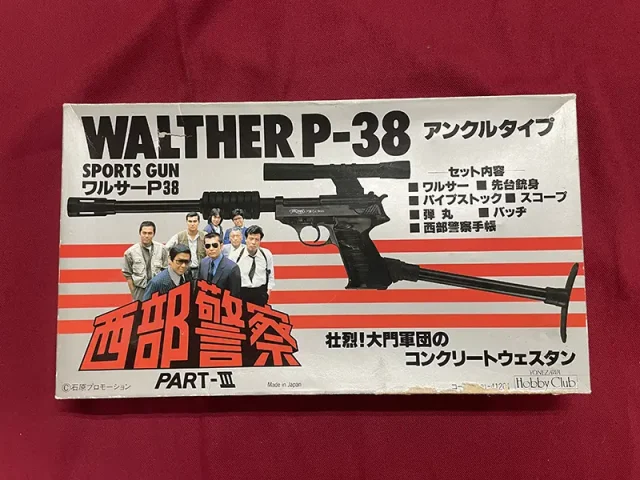 WALTHER P-38 アンクルタイプ
SPORTS GUN
ワルサーP38
セット内容
■ ワルサー ■ 先台銃身
■ パイプストック ■ スコープ
■ 弾丸 ■ バッヂ
■ 西部警察手帳
西部警察
PART-III
壮烈!大門軍団の
コンクリートウェスタン
©石原プロモーション
Made in Japan
YONEZAWA
Hobby Club